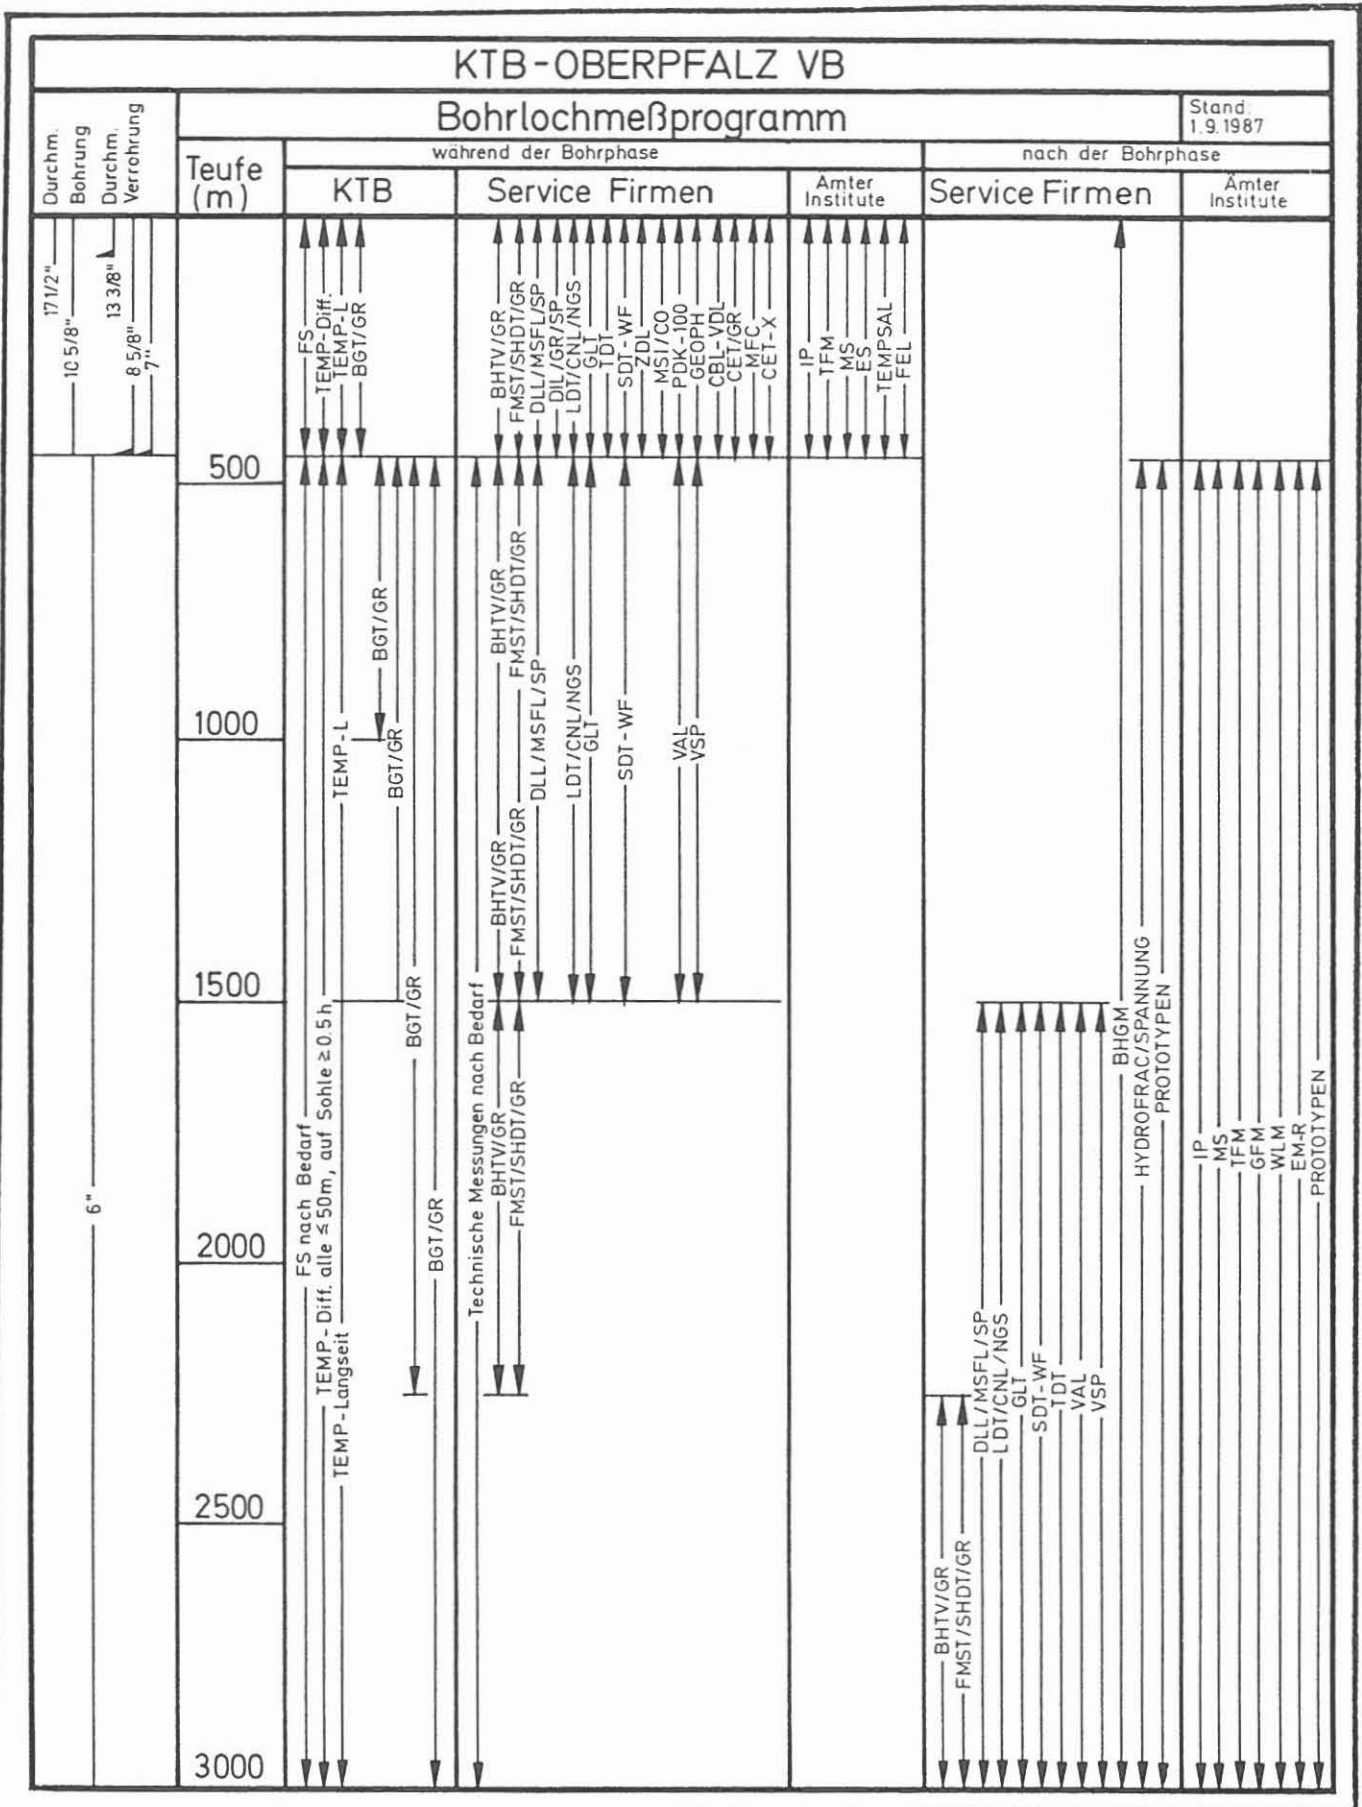 KTB-OBERPFALZ VB
Bohrlochmeßprogramm
Stand:
1.9.1987
Durchm.
Bohrung
Durchm.
Verrohrung
Teufe
(m)
während der Bohrphase
nach der Bohrphase
KTB
Service Firmen
Ämter
Institute
Service Firmen
Ämter
Institute
17 1/2"
10 5/8"
13 3/8"
8 5/8"
7"
6"
500
1000
1500
2000
2500
3000
FS
TEMP-Diff.
TEMP-L
BGT/GR
BHTV/GR
FMST/SHDT/GR
DLL/MSFL/SP
DIL/GR/SP
LDT/CNL/NGS
GLT
TDT
SDT-WF
ZDL
MSI/CO
PDK-100
GEOPH
CBL-VDL
CET/GR
MFC
CET-X
IP
TFM
MS
ES
TEMPSAL
FEL
FS nach Bedarf
TEMP-Diff. alle ≤ 50m, auf Sohle ≥ 0.5h
TEMP-L
TEMP-Langseit
BGT/GR
BGT/GR
BGT/GR
BGT/GR
Technische Messungen nach Bedarf
BHTV/GR
BHTV/GR
BHTV/GR
FMST/SHDT/GR
FMST/SHDT/GR
FMST/SHDT/GR
DLL/MSFL/SP
LDT/CNL/NGS
GLT
SDT-WF
VAL
VSP
BHTV/GR
FMST/SHDT/GR
DLL/MSFL/SP
LDT/CNL/NGS
GLT
SDT-WF
TDT
VAL
VSP
BHGM
HYDROFRAC/SPANNUNG
PROTOTYPEN
IP
MS
TFM
GFM
WLM
EM-R
PROTOTYPEN